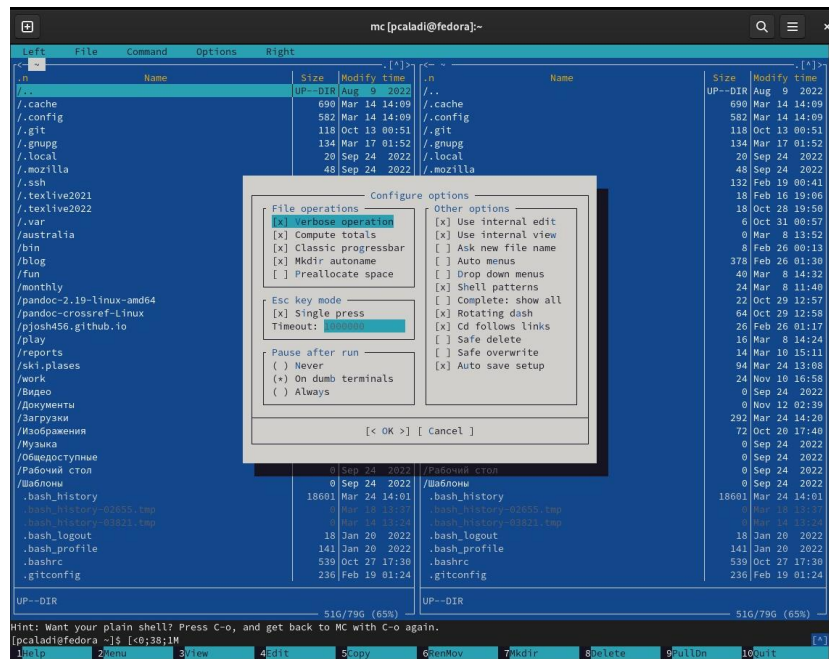 mc [pcaladi@fedora]:~
Left File Command Options Right
<— ~ .[^]> <— ~ .[^]>
.n Name Size Modify time .n Name Size Modify time
/.. UP--DIR Aug 9 2022 /.. UP--DIR Aug 9 2022
/.cache 690 Mar 14 14:09 /.cache 690 Mar 14 14:09
/.config 582 Mar 14 14:09 /.config 582 Mar 14 14:09
/.git 118 Oct 13 00:51 /.git 118 Oct 13 00:51
/.gnupg 134 Mar 17 01:52 /.gnupg 134 Mar 17 01:52
/.local 20 Sep 24 2022 /.local 20 Sep 24 2022
/.mozilla 48 Sep 24 2022 /.mozilla 48 Sep 24 2022
/.ssh 132 Feb 19 00:41
/.texlive2021 18 Feb 16 19:06
/.texlive2022 18 Oct 28 19:50
/.var 6 Oct 31 00:57
/australia 0 Mar 8 13:52
/bin 8 Feb 26 00:13
/blog 378 Feb 26 01:30
/fun 40 Mar 8 14:32
/monthly 24 Mar 8 11:40
/pandoc-2.19-linux-amd64 22 Oct 29 12:57
/pandoc-crossref-Linux 64 Oct 29 12:58
/pjosh456.github.io 26 Feb 26 01:17
/play 16 Mar 8 14:24
/reports 14 Mar 10 15:11
/ski.plases 94 Mar 24 13:08
/work 24 Nov 10 16:58
/Видео 0 Sep 24 2022
/Документы 0 Nov 12 02:39
/Загрузки 292 Mar 24 14:20
/Изображения 72 Oct 20 17:40
/Музыка 0 Sep 24 2022
/Общедоступные 0 Sep 24 2022
Configure options
File operations
[x] Verbose operation
[x] Compute totals
[x] Classic progressbar
[x] Mkdir autoname
[ ] Preallocate space
Esc key mode
[x] Single press
Timeout: 1000000
Pause after run
( ) Never
(*) On dumb terminals
( ) Always
Other options
[x] Use internal edit
[x] Use internal view
[ ] Ask new file name
[ ] Auto menus
[ ] Drop down menus
[x] Shell patterns
[ ] Complete: show all
[x] Rotating dash
[x] Cd follows links
[ ] Safe delete
[ ] Safe overwrite
[x] Auto save setup
[< OK >] [ Cancel ]
/Рабочий стол 0 Sep 24 2022 /Рабочий стол 0 Sep 24 2022
/Шаблоны 0 Sep 24 2022 /Шаблоны 0 Sep 24 2022
.bash_history 18601 Mar 24 14:01 .bash_history 18601 Mar 24 14:01
.bash_history-02655.tmp 0 Mar 18 13:37 .bash_history-02655.tmp 0 Mar 18 13:37
.bash_history-03821.tmp 0 Mar 14 13:24 .bash_history-03821.tmp 0 Mar 14 13:24
.bash_logout 18 Jan 20 2022 .bash_logout 18 Jan 20 2022
.bash_profile 141 Jan 20 2022 .bash_profile 141 Jan 20 2022
.bashrc 539 Oct 27 17:30 .bashrc 539 Oct 27 17:30
.gitconfig 236 Feb 19 01:24 .gitconfig 236 Feb 19 01:24
UP--DIR UP--DIR
51G/79G (65%) 51G/79G (65%)
Hint: Want your plain shell? Press C-o, and get back to MC with C-o again.
[pcaladi@fedora ~]$ [<0;38;1M [^]
1Help 2Menu 3View 4Edit 5Copy 6RenMov 7Mkdir 8Delete 9PullDn 10Quit